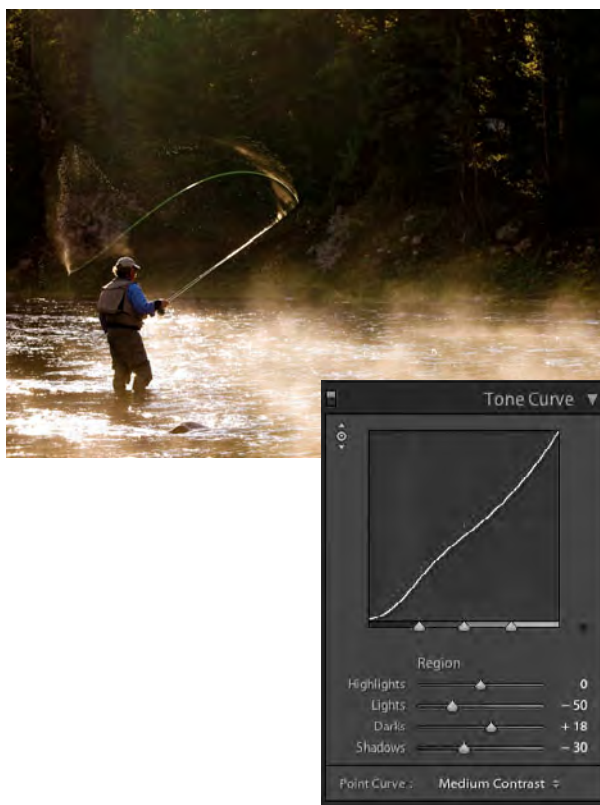 Tone Curve
Region
Highlights 0
Lights – 50
Darks + 18
Shadows – 30
Point Curve : Medium Contrast